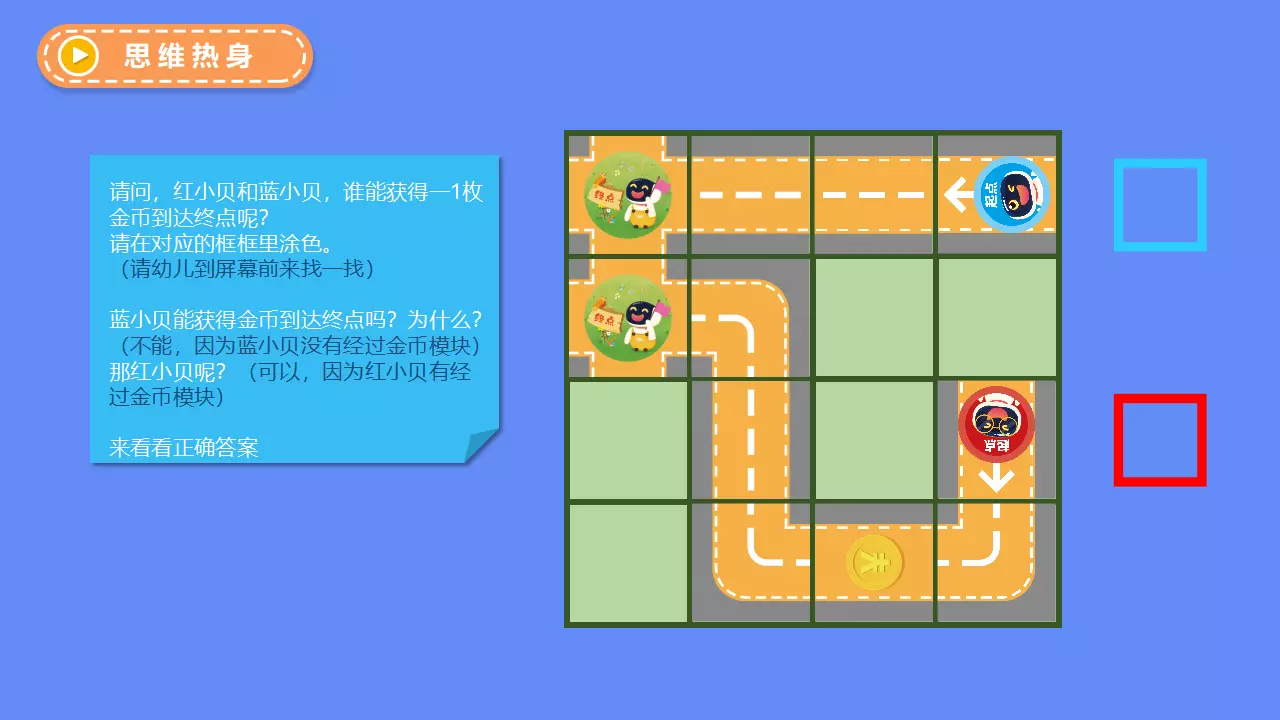 思维热身
请问，红小贝和蓝小贝，谁能获得一1枚
金币到达终点呢？
请在对应的框框里涂色。
（请幼儿到屏幕前来找一找）
蓝小贝能获得金币到达终点吗？为什么？
（不能，因为蓝小贝没有经过金币模块）
那红小贝呢？（可以，因为红小贝有经
过金币模块）
来看看正确答案
终点
起点
终点
起点
¥